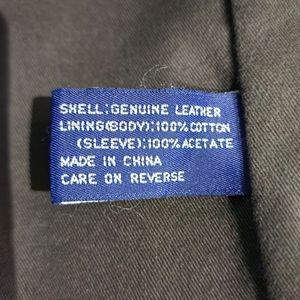 SHELL:GENUINE LEATHER
LINING(BODY):100%COTTON
(SLEEVE):100%ACETATE
MADE IN CHINA
CARE ON REVERSE